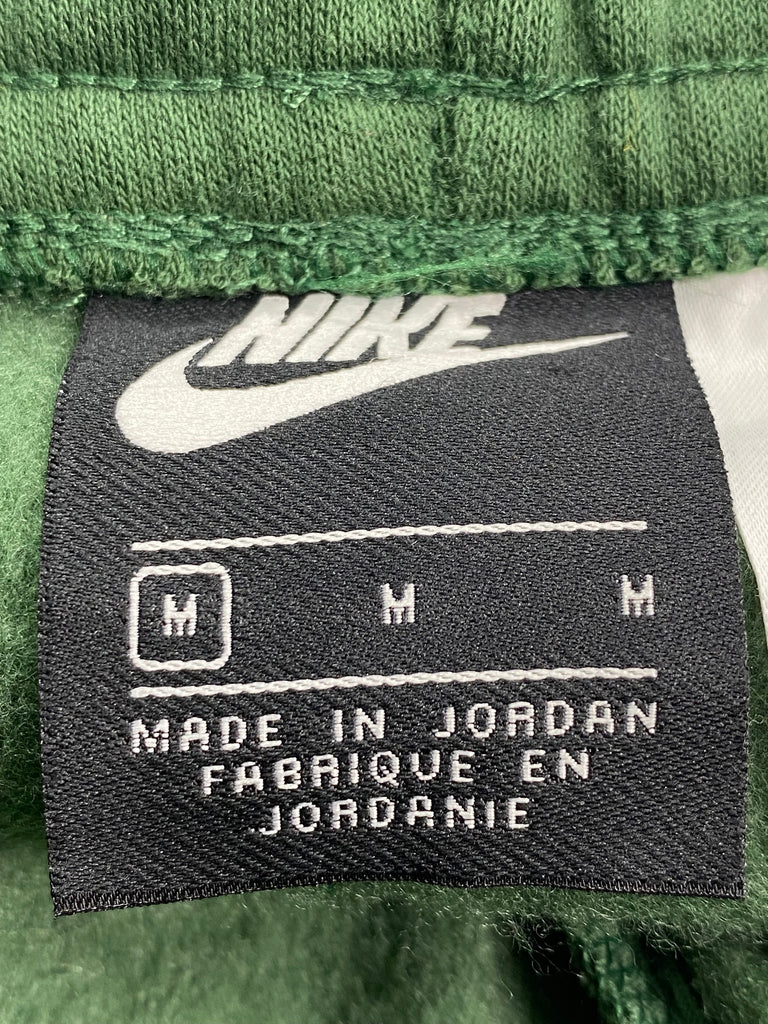 NIKE
M M M
MADE IN JORDAN
FABRIQUE EN
JORDANIE